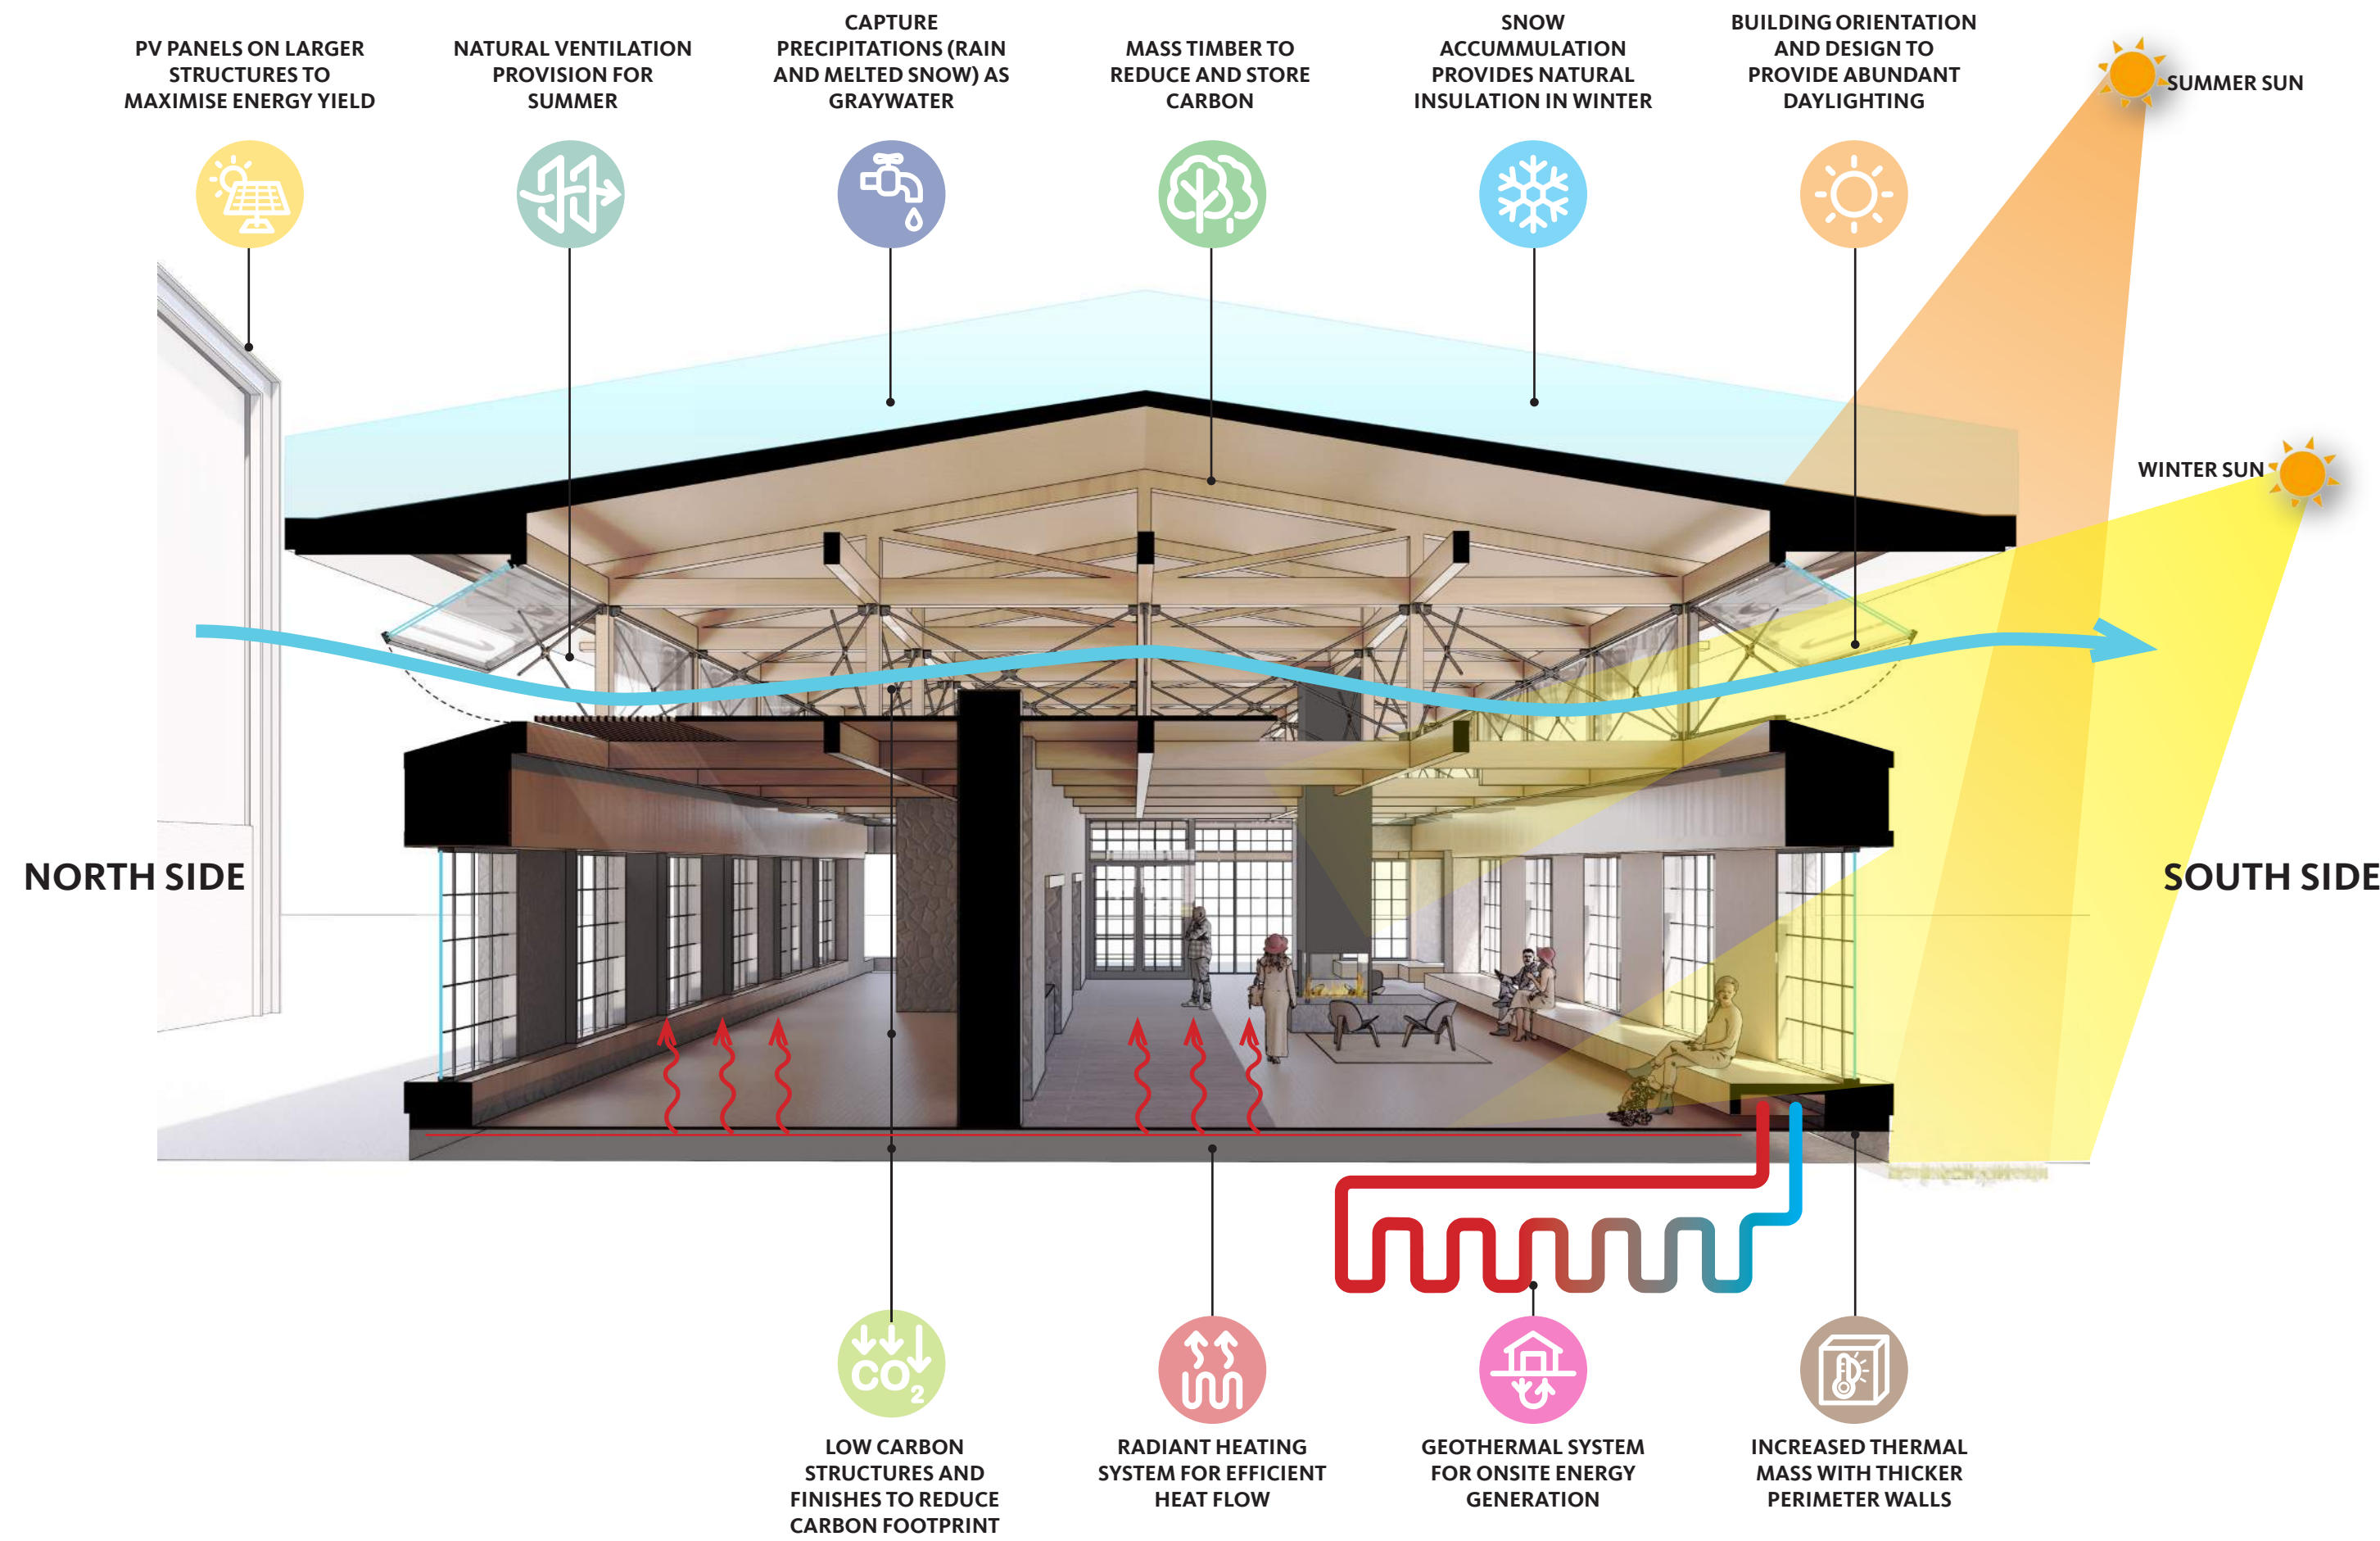 PV PANELS ON LARGER
STRUCTURES TO
MAXIMISE ENERGY YIELD
NATURAL VENTILATION
PROVISION FOR
SUMMER
CAPTURE
PRECIPITATIONS (RAIN
AND MELTED SNOW) AS
GRAYWATER
MASS TIMBER TO
REDUCE AND STORE
CARBON
SNOW
ACCUMMULATION
PROVIDES NATURAL
INSULATION IN WINTER
BUILDING ORIENTATION
AND DESIGN TO
PROVIDE ABUNDANT
DAYLIGHTING
SUMMER SUN
WINTER SUN
NORTH SIDE
SOUTH SIDE
CO2
LOW CARBON
STRUCTURES AND
FINISHES TO REDUCE
CARBON FOOTPRINT
RADIANT HEATING
SYSTEM FOR EFFICIENT
HEAT FLOW
GEOTHERMAL SYSTEM
FOR ONSITE ENERGY
GENERATION
INCREASED THERMAL
MASS WITH THICKER
PERIMETER WALLS